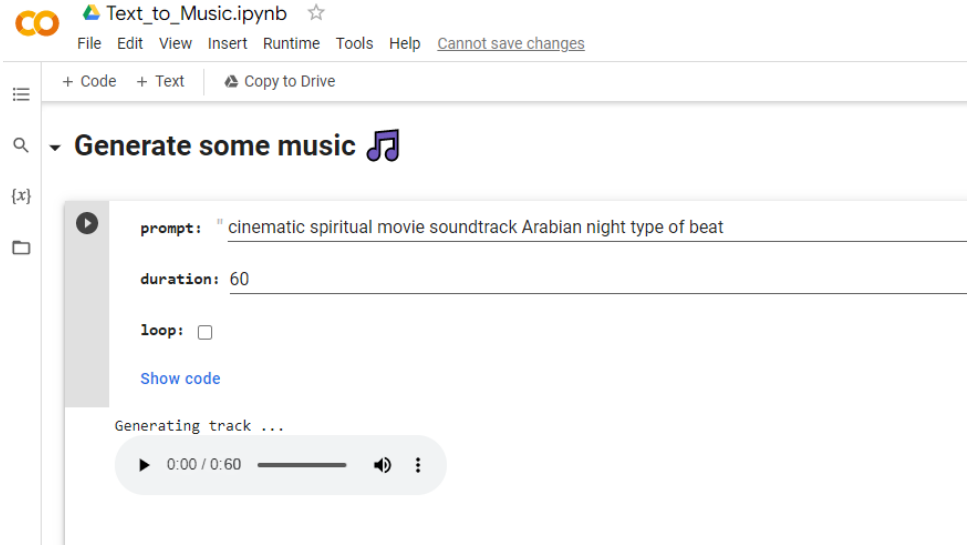 Text_to_Music.ipynb
File Edit View Insert Runtime Tools Help Cannot save changes
+ Code + Text Copy to Drive
Generate some music
{x}
prompt: " cinematic spiritual movie soundtrack Arabian night type of beat
duration: 60
loop:
Show code
Generating track ...
0:00 / 0:60